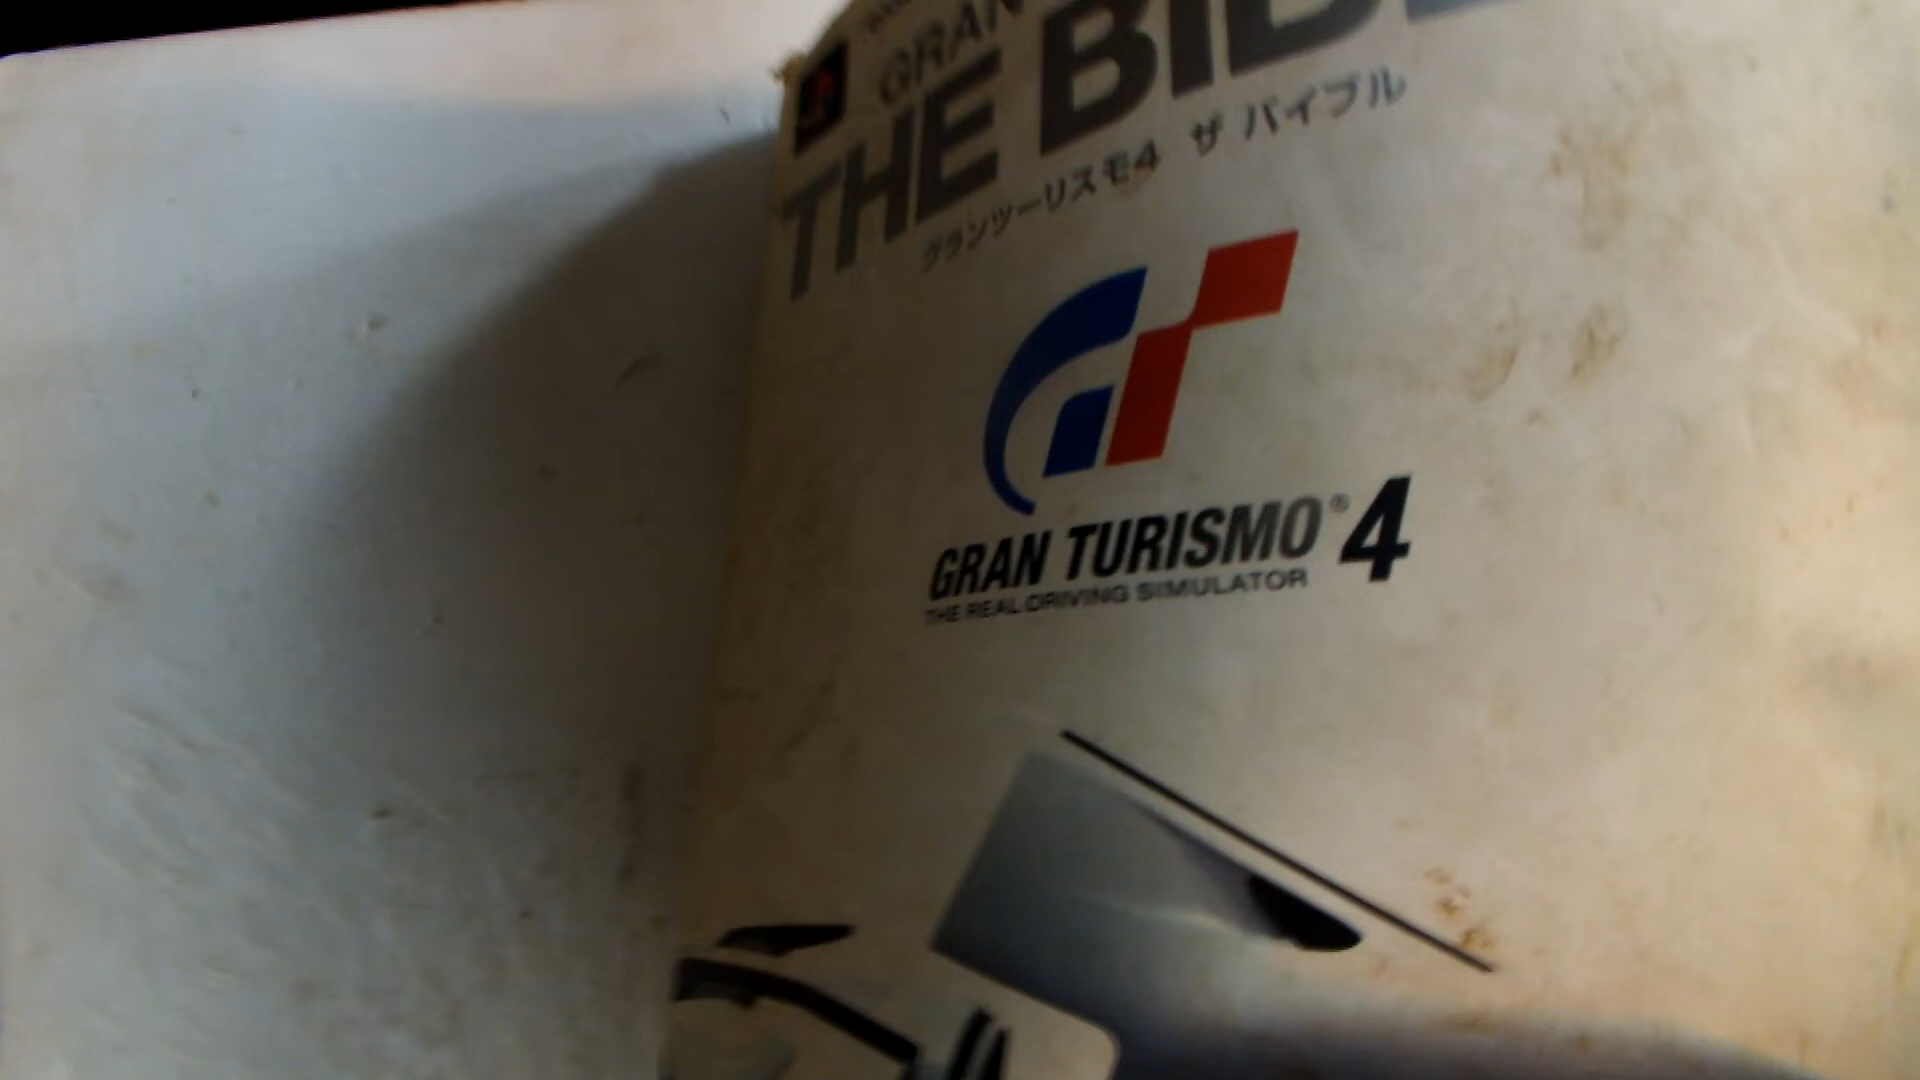 GRAN
THE BIB
グランツーリスモ4 ザ バイブル
GRAN TURISMO® 4
THE REAL DRIVING SIMULATOR